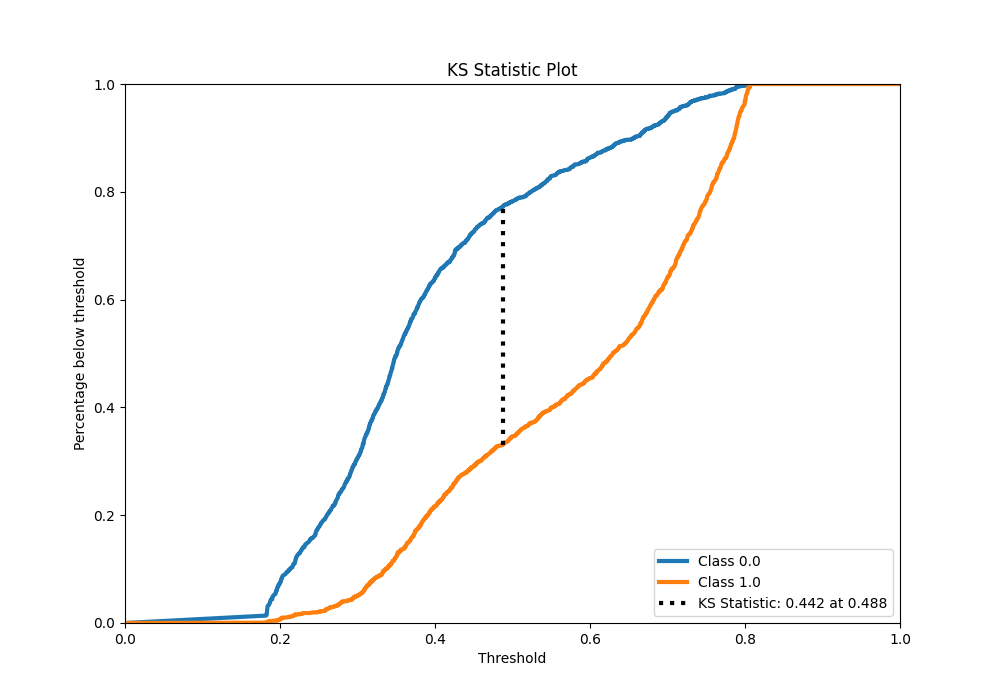 KS Statistic Plot
1.0
0.8
0.6
0.4
0.2
0.0
Percentage below threshold
0.0 0.2 0.4 0.6 0.8 1.0
Threshold
Class 0.0
Class 1.0
KS Statistic: 0.442 at 0.488